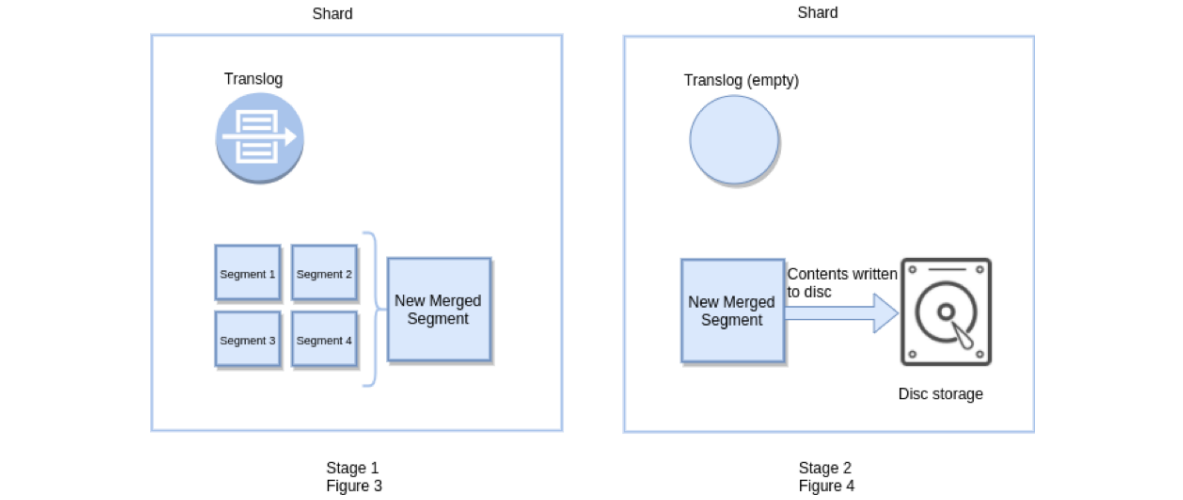 Shard
Translog
Segment 1
Segment 2
Segment 3
Segment 4
New Merged
Segment
Stage 1
Figure 3
Shard
Translog (empty)
New Merged
Segment
Contents written
to disc
Disc storage
Stage 2
Figure 4